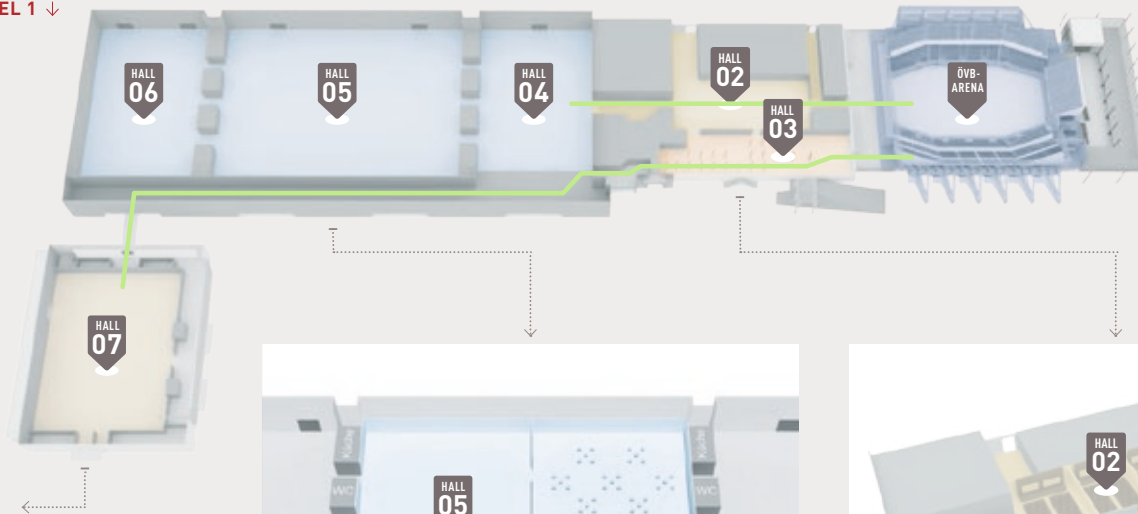 EL 1 ↓
HALL
06
HALL
05
HALL
04
HALL
02
HALL
03
ÖVB-
ARENA
HALL
07
Küche
Küche
WC
WC
HALL
05
HALL
02